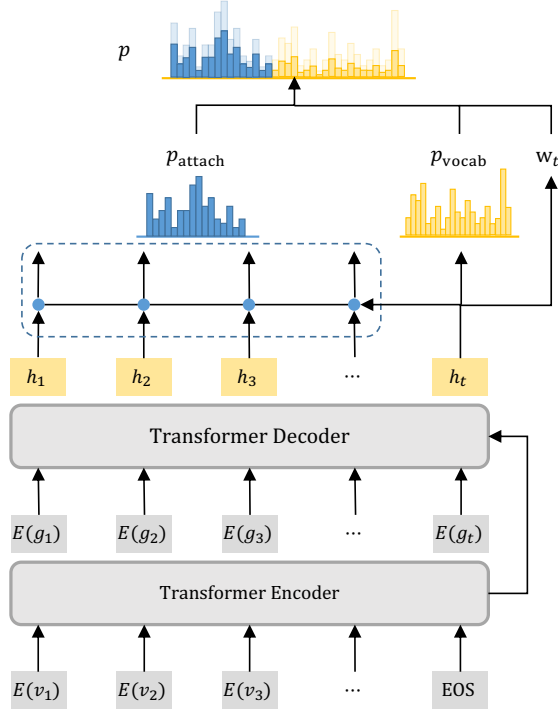 p
p_attach p_vocab w_t
h_1 h_2 h_3 ⋯ h_t
Transformer Decoder
E(g_1) E(g_2) E(g_3) ⋯ E(g_t)
Transformer Encoder
E(v_1) E(v_2) E(v_3) ⋯ EOS